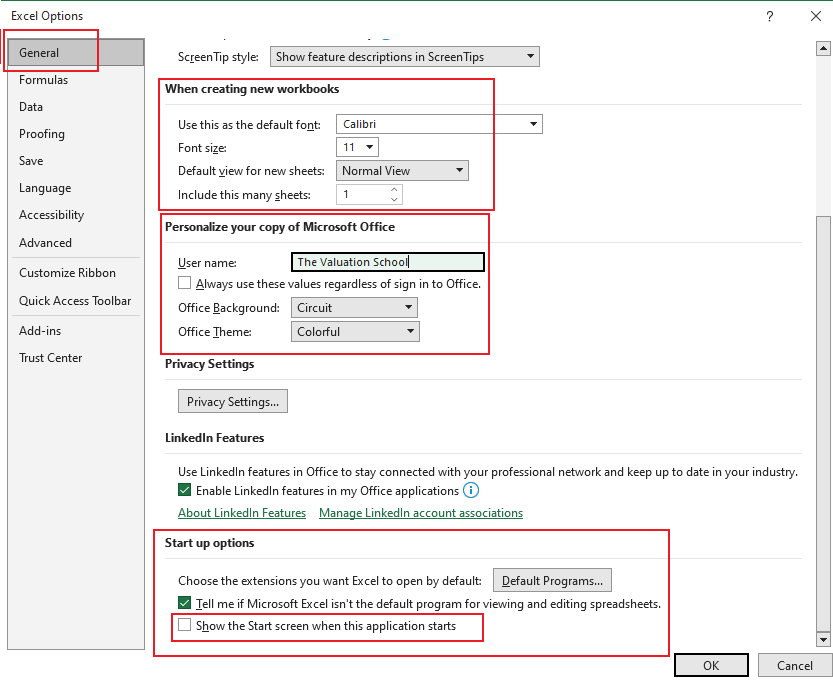 Excel Options
?
General
Formulas
Data
Proofing
Save
Language
Accessibility
Advanced
Customize Ribbon
Quick Access Toolbar
Add-ins
Trust Center
ScreenTip style: Show feature descriptions in ScreenTips
When creating new workbooks
Use this as the default font: Calibri
Font size: 11
Default view for new sheets: Normal View
Include this many sheets: 1
Personalize your copy of Microsoft Office
User name: The Valuation School
Always use these values regardless of sign in to Office.
Office Background: Circuit
Office Theme: Colorful
Privacy Settings
Privacy Settings...
LinkedIn Features
Use LinkedIn features in Office to stay connected with your professional network and keep up to date in your industry.
Enable LinkedIn features in my Office applications
About LinkedIn Features Manage LinkedIn account associations
Start up options
Choose the extensions you want Excel to open by default: Default Programs...
Tell me if Microsoft Excel isn't the default program for viewing and editing spreadsheets.
Show the Start screen when this application starts
OK Cancel